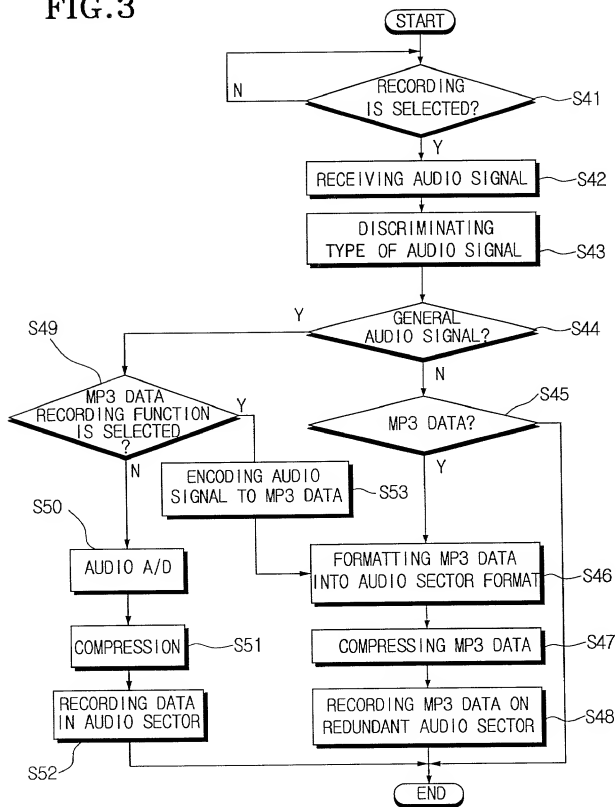 FIG.3
START
RECORDING
IS SELECTED?
S41
N
Y
RECEIVING AUDIO SIGNAL
S42
DISCRIMINATING
TYPE OF AUDIO SIGNAL
S43
GENERAL
AUDIO SIGNAL?
S44
Y
N
S49
MP3 DATA
RECORDING FUNCTION
IS SELECTED
?
Y
N
S45
MP3 DATA?
Y
ENCODING AUDIO
SIGNAL TO MP3 DATA
S53
S50
AUDIO A/D
FORMATTING MP3 DATA
INTO AUDIO SECTOR FORMAT
S46
COMPRESSION
S51
COMPRESSING MP3 DATA
S47
RECORDING DATA
IN AUDIO SECTOR
S52
RECORDING MP3 DATA ON
REDUNDANT AUDIO SECTOR
S48
END